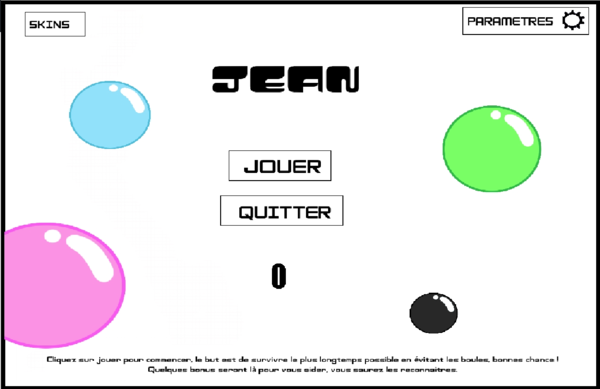 SKINS
PARAMETRES
JEAN
JOUER
QUITTER
0
Cliquez sur jouer pour commencer, le but est de survivre le plus longtemps possible en évitant les boules, bonnes chance !
Quelques bonus seront là pour vous aider, vous saurez les reconnaitres.